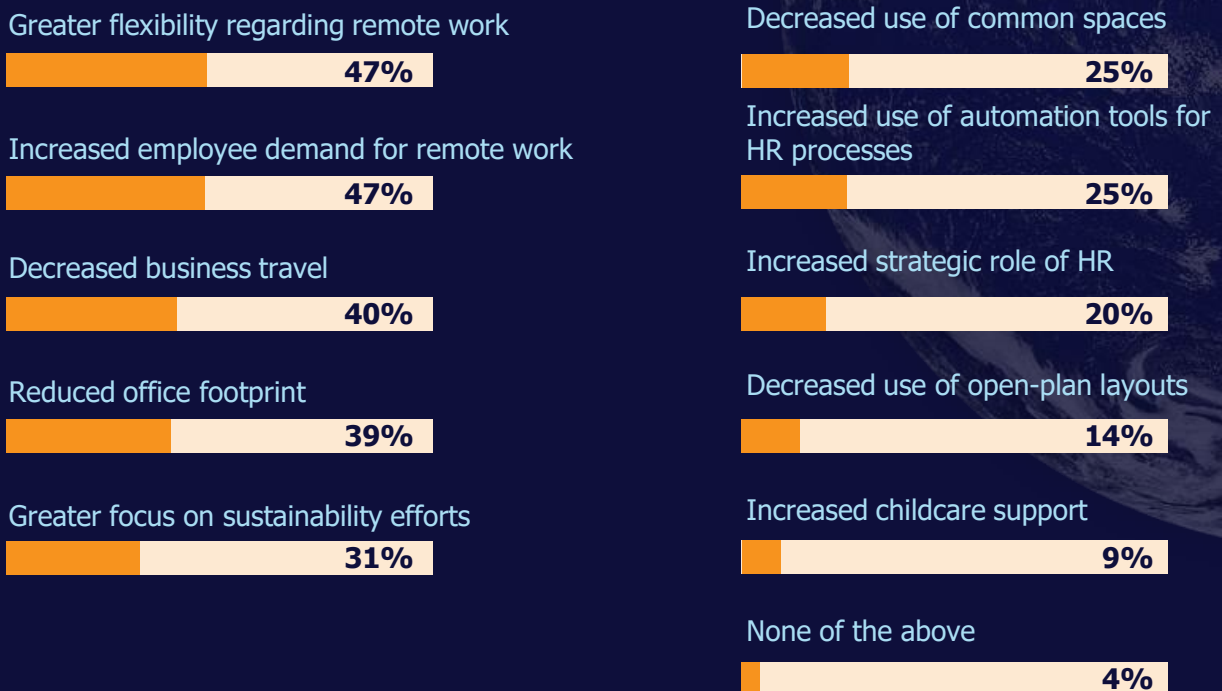 Greater flexibility regarding remote work
47%
Increased employee demand for remote work
47%
Decreased business travel
40%
Reduced office footprint
39%
Greater focus on sustainability efforts
31%
Decreased use of common spaces
25%
Increased use of automation tools for
HR processes
25%
Increased strategic role of HR
20%
Decreased use of open-plan layouts
14%
Increased childcare support
9%
None of the above
4%